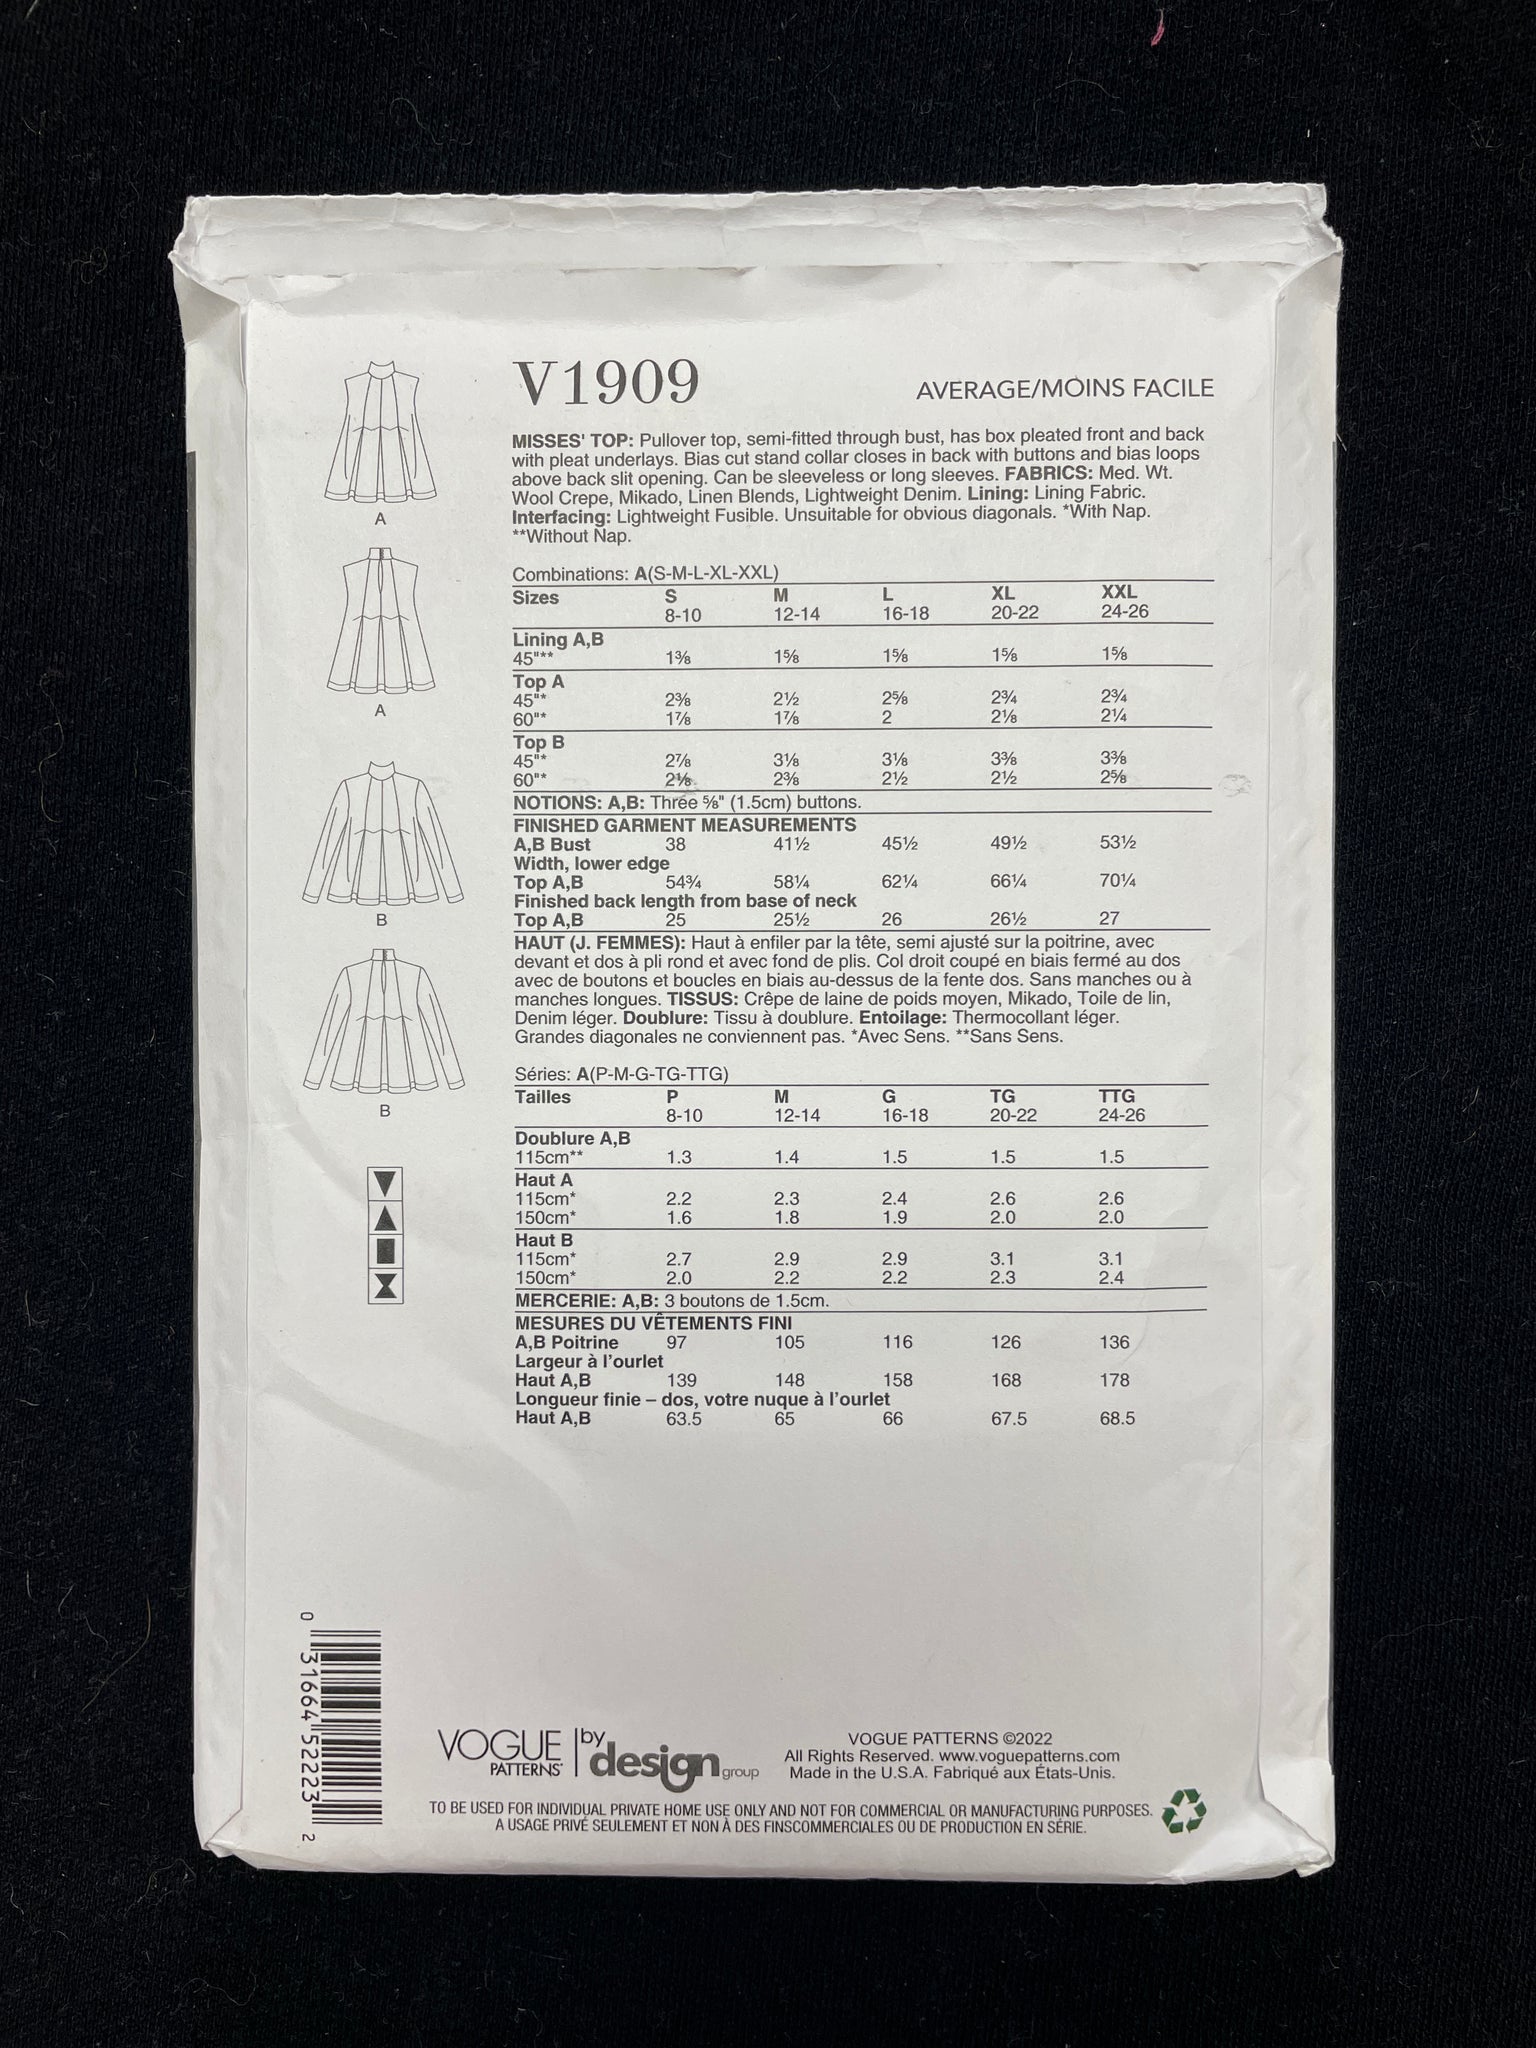 V1909
AVERAGE/MOINS FACILE
MISSES' TOP: Pullover top, semi-fitted through bust, has box pleated front and back
with pleat underlays. Bias cut stand collar closes in back with buttons and bias loops
above back slit opening. Can be sleeveless or long sleeves. FABRICS: Med. Wt.
Wool Crepe, Mikado, Linen Blends, Lightweight Denim. Lining: Lining Fabric.
Interfacing: Lightweight Fusible. Unsuitable for obvious diagonals. *With Nap.
**Without Nap.
A
A
B
B
Combinations: A(S-M-L-XL-XXL)
Sizes S M L XL XXL
8-10 12-14 16-18 20-22 24-26
Lining A,B
45"** 1⅜ 1⅝ 1⅝ 1⅝ 1⅝
Top A
45"* 2⅜ 2½ 2⅝ 2¾ 2¾
60"* 1⅞ 1⅞ 2 2⅛ 2¼
Top B
45"* 2⅞ 3⅛ 3⅛ 3⅜ 3⅜
60"* 2⅛ 2⅜ 2½ 2½ 2⅝
NOTIONS: A,B: Three ⅝" (1.5cm) buttons.
FINISHED GARMENT MEASUREMENTS
A,B Bust 38 41½ 45½ 49½ 53½
Width, lower edge
Top A,B 54¾ 58¼ 62¼ 66¼ 70¼
Finished back length from base of neck
Top A,B 25 25½ 26 26½ 27
HAUT (J. FEMMES): Haut à enfiler par la tête, semi ajusté sur la poitrine, avec
devant et dos à pli rond et avec fond de plis. Col droit coupé en biais fermé au dos
avec de boutons et boucles en biais au-dessus de la fente dos. Sans manches ou à
manches longues. TISSUS: Crêpe de laine de poids moyen, Mikado, Toile de lin,
Denim léger. Doublure: Tissu à doublure. Entoilage: Thermocollant léger.
Grandes diagonales ne conviennent pas. *Avec Sens. **Sans Sens.
Séries: A(P-M-G-TG-TTG)
Tailles P M G TG TTG
8-10 12-14 16-18 20-22 24-26
Doublure A,B
115cm** 1.3 1.4 1.5 1.5 1.5
Haut A
115cm* 2.2 2.3 2.4 2.6 2.6
150cm* 1.6 1.8 1.9 2.0 2.0
Haut B
115cm* 2.7 2.9 2.9 3.1 3.1
150cm* 2.0 2.2 2.2 2.3 2.4
MERCERIE: A,B: 3 boutons de 1.5cm.
MESURES DU VÊTEMENTS FINI
A,B Poitrine 97 105 116 126 136
Largeur à l'ourlet
Haut A,B 139 148 158 168 178
Longueur finie – dos, votre nuque à l'ourlet
Haut A,B 63.5 65 66 67.5 68.5
0 31664 52223 2
VOGUE PATTERNS | by design group
VOGUE PATTERNS ©2022
All Rights Reserved. www.voguepatterns.com
Made in the U.S.A. Fabriqué aux États-Unis.
TO BE USED FOR INDIVIDUAL PRIVATE HOME USE ONLY AND NOT FOR COMMERCIAL OR MANUFACTURING PURPOSES.
A USAGE PRIVÉ SEULEMENT ET NON À DES FINSCOMMERCIALES OU DE PRODUCTION EN SÉRIE.